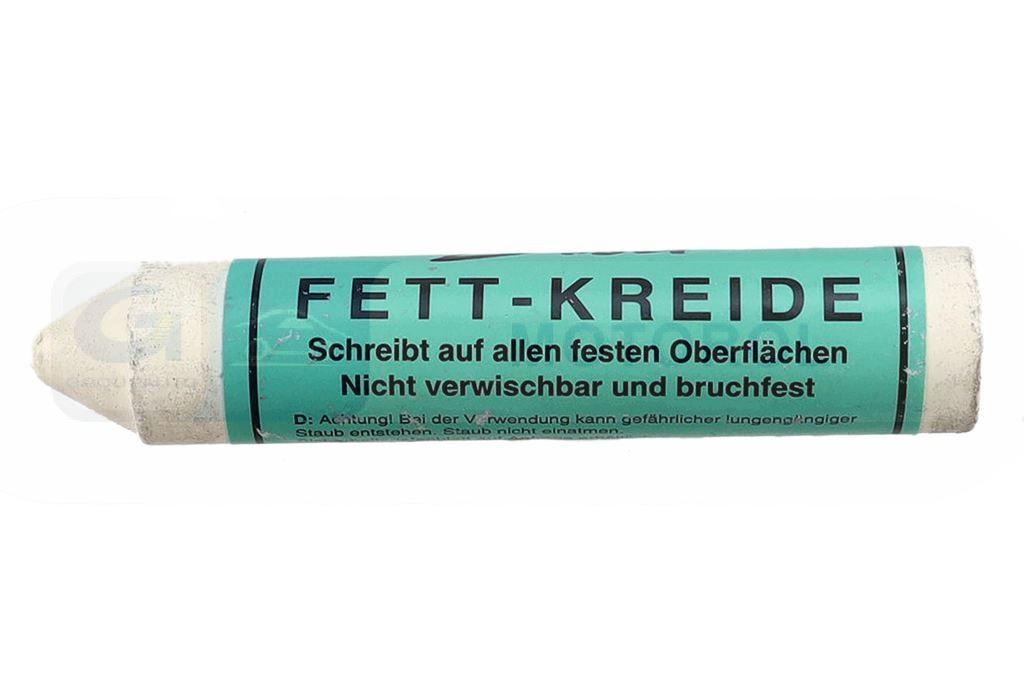 FETT-KREIDE
MOTOROL
Schreibt auf allen festen Oberflächen
Nicht verwischbar und bruchfest
D: Achtung! Bei der Verwendung kann gefährlicher lungengängiger
Staub entstehen. Staub nicht einatmen.